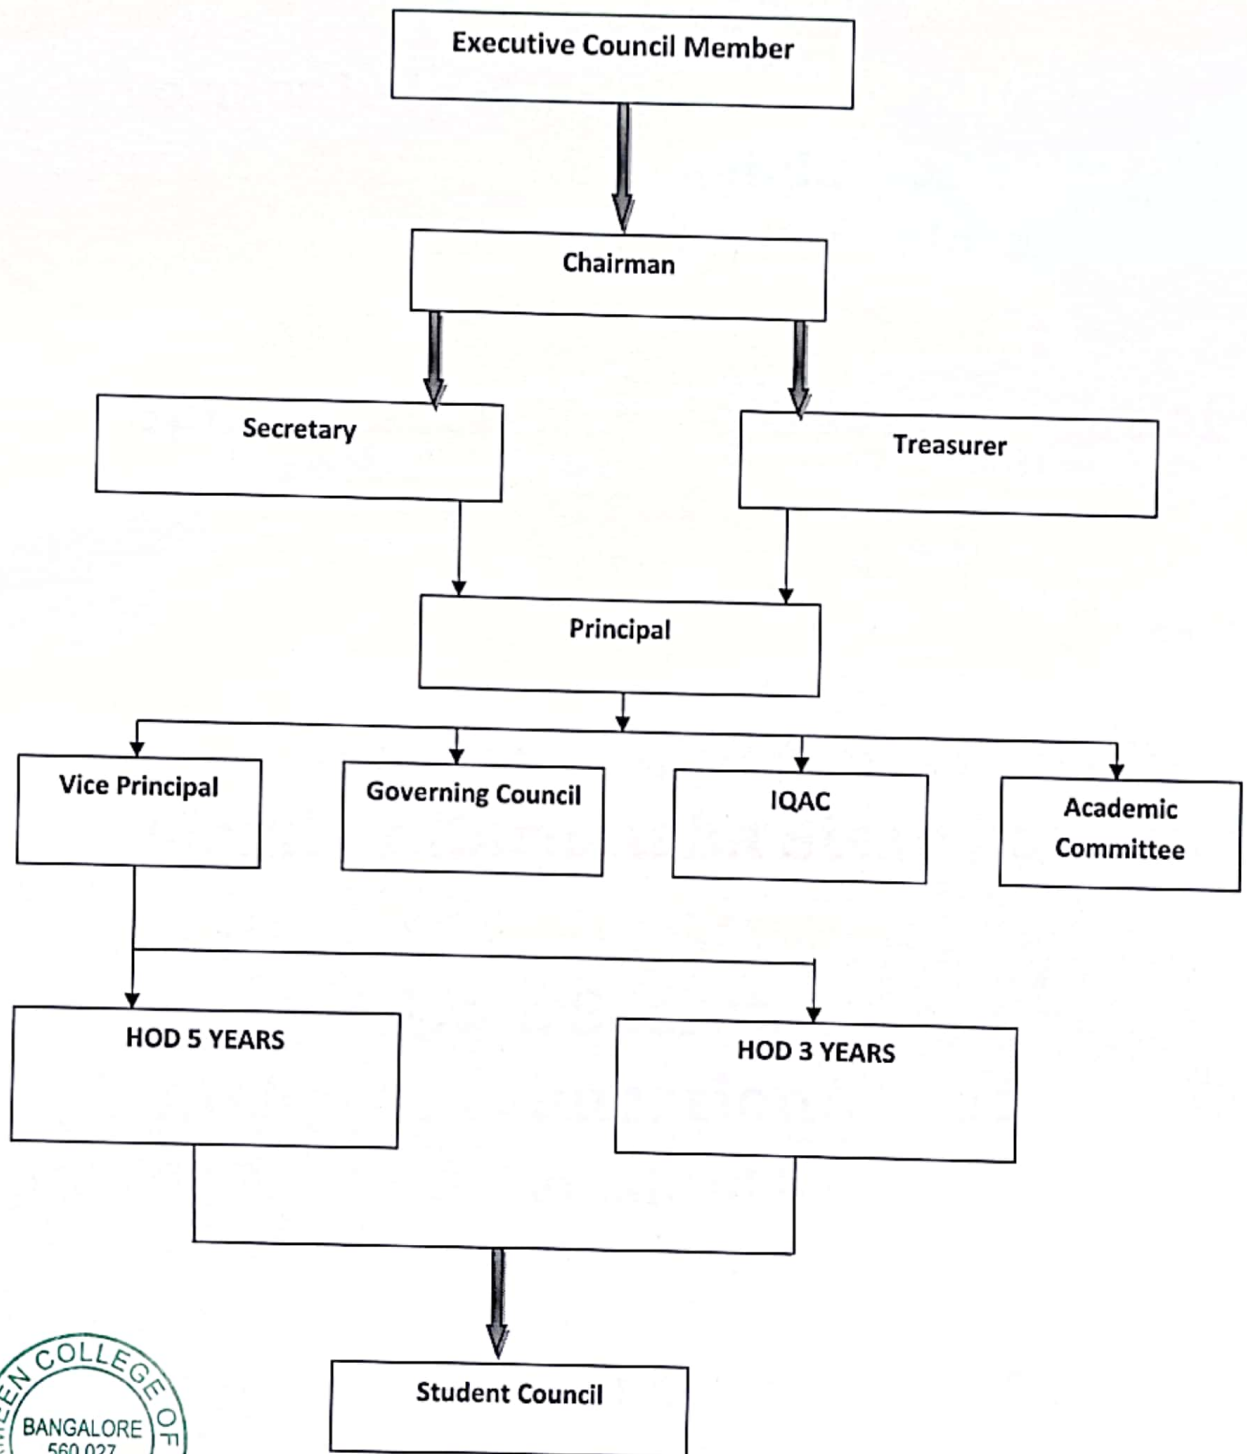 Executive Council Member
Chairman
Secretary
Treasurer
Principal
Vice Principal
Governing Council
IQAC
Academic
Committee
HOD 5 YEARS
HOD 3 YEARS
Student Council
COLLEGE OF
BANGALORE
560 027